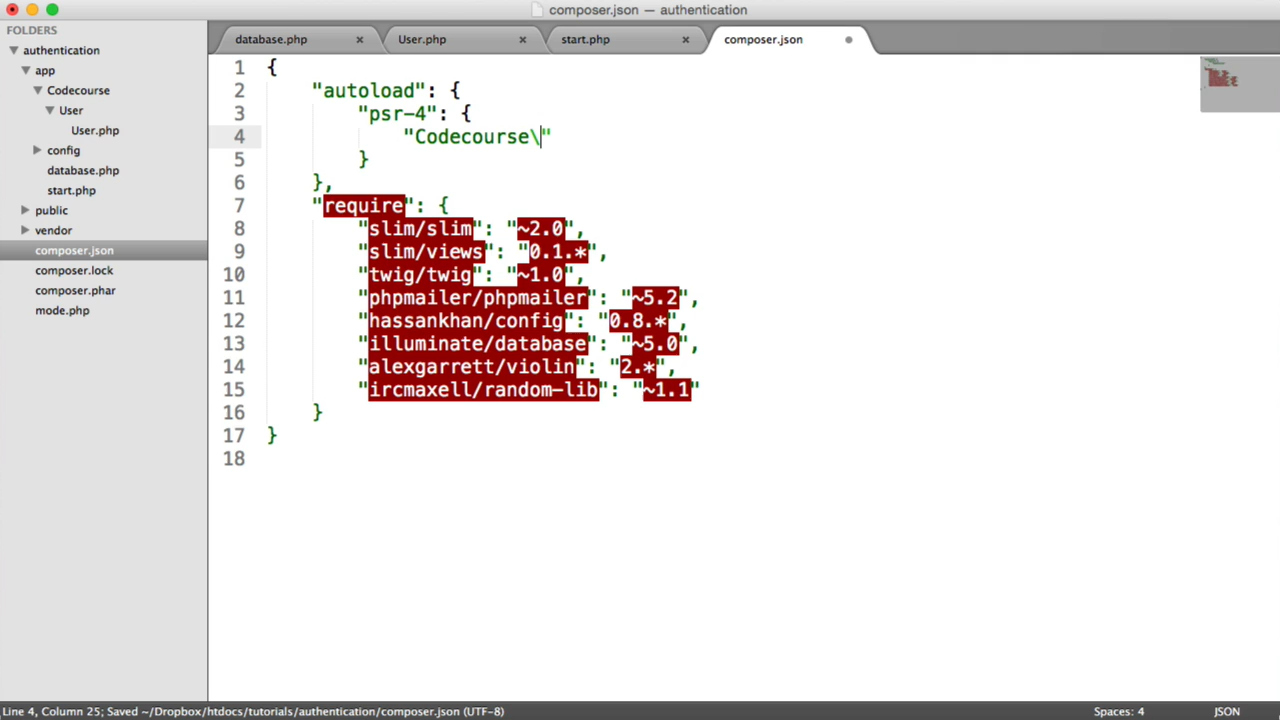 composer.json — authentication
FOLDERS
authentication
app
Codecourse
User
User.php
config
database.php
start.php
public
vendor
composer.json
composer.lock
composer.phar
mode.php
database.php × User.php × start.php × composer.json
1 {
2 "autoload": {
3 "psr-4": {
4 "Codecourse\"
5 }
6 },
7 "require": {
8 "slim/slim": "~2.0",
9 "slim/views": "0.1.*",
10 "twig/twig": "~1.0",
11 "phpmailer/phpmailer": "~5.2",
12 "hassankhan/config": "0.8.*",
13 "illuminate/database": "~5.0",
14 "alexgarrett/violin": "2.*",
15 "ircmaxell/random-lib": "~1.1"
16 }
17 }
18
Line 4, Column 25; Saved ~/Dropbox/htdocs/tutorials/authentication/composer.json (UTF-8) Spaces: 4 JSON